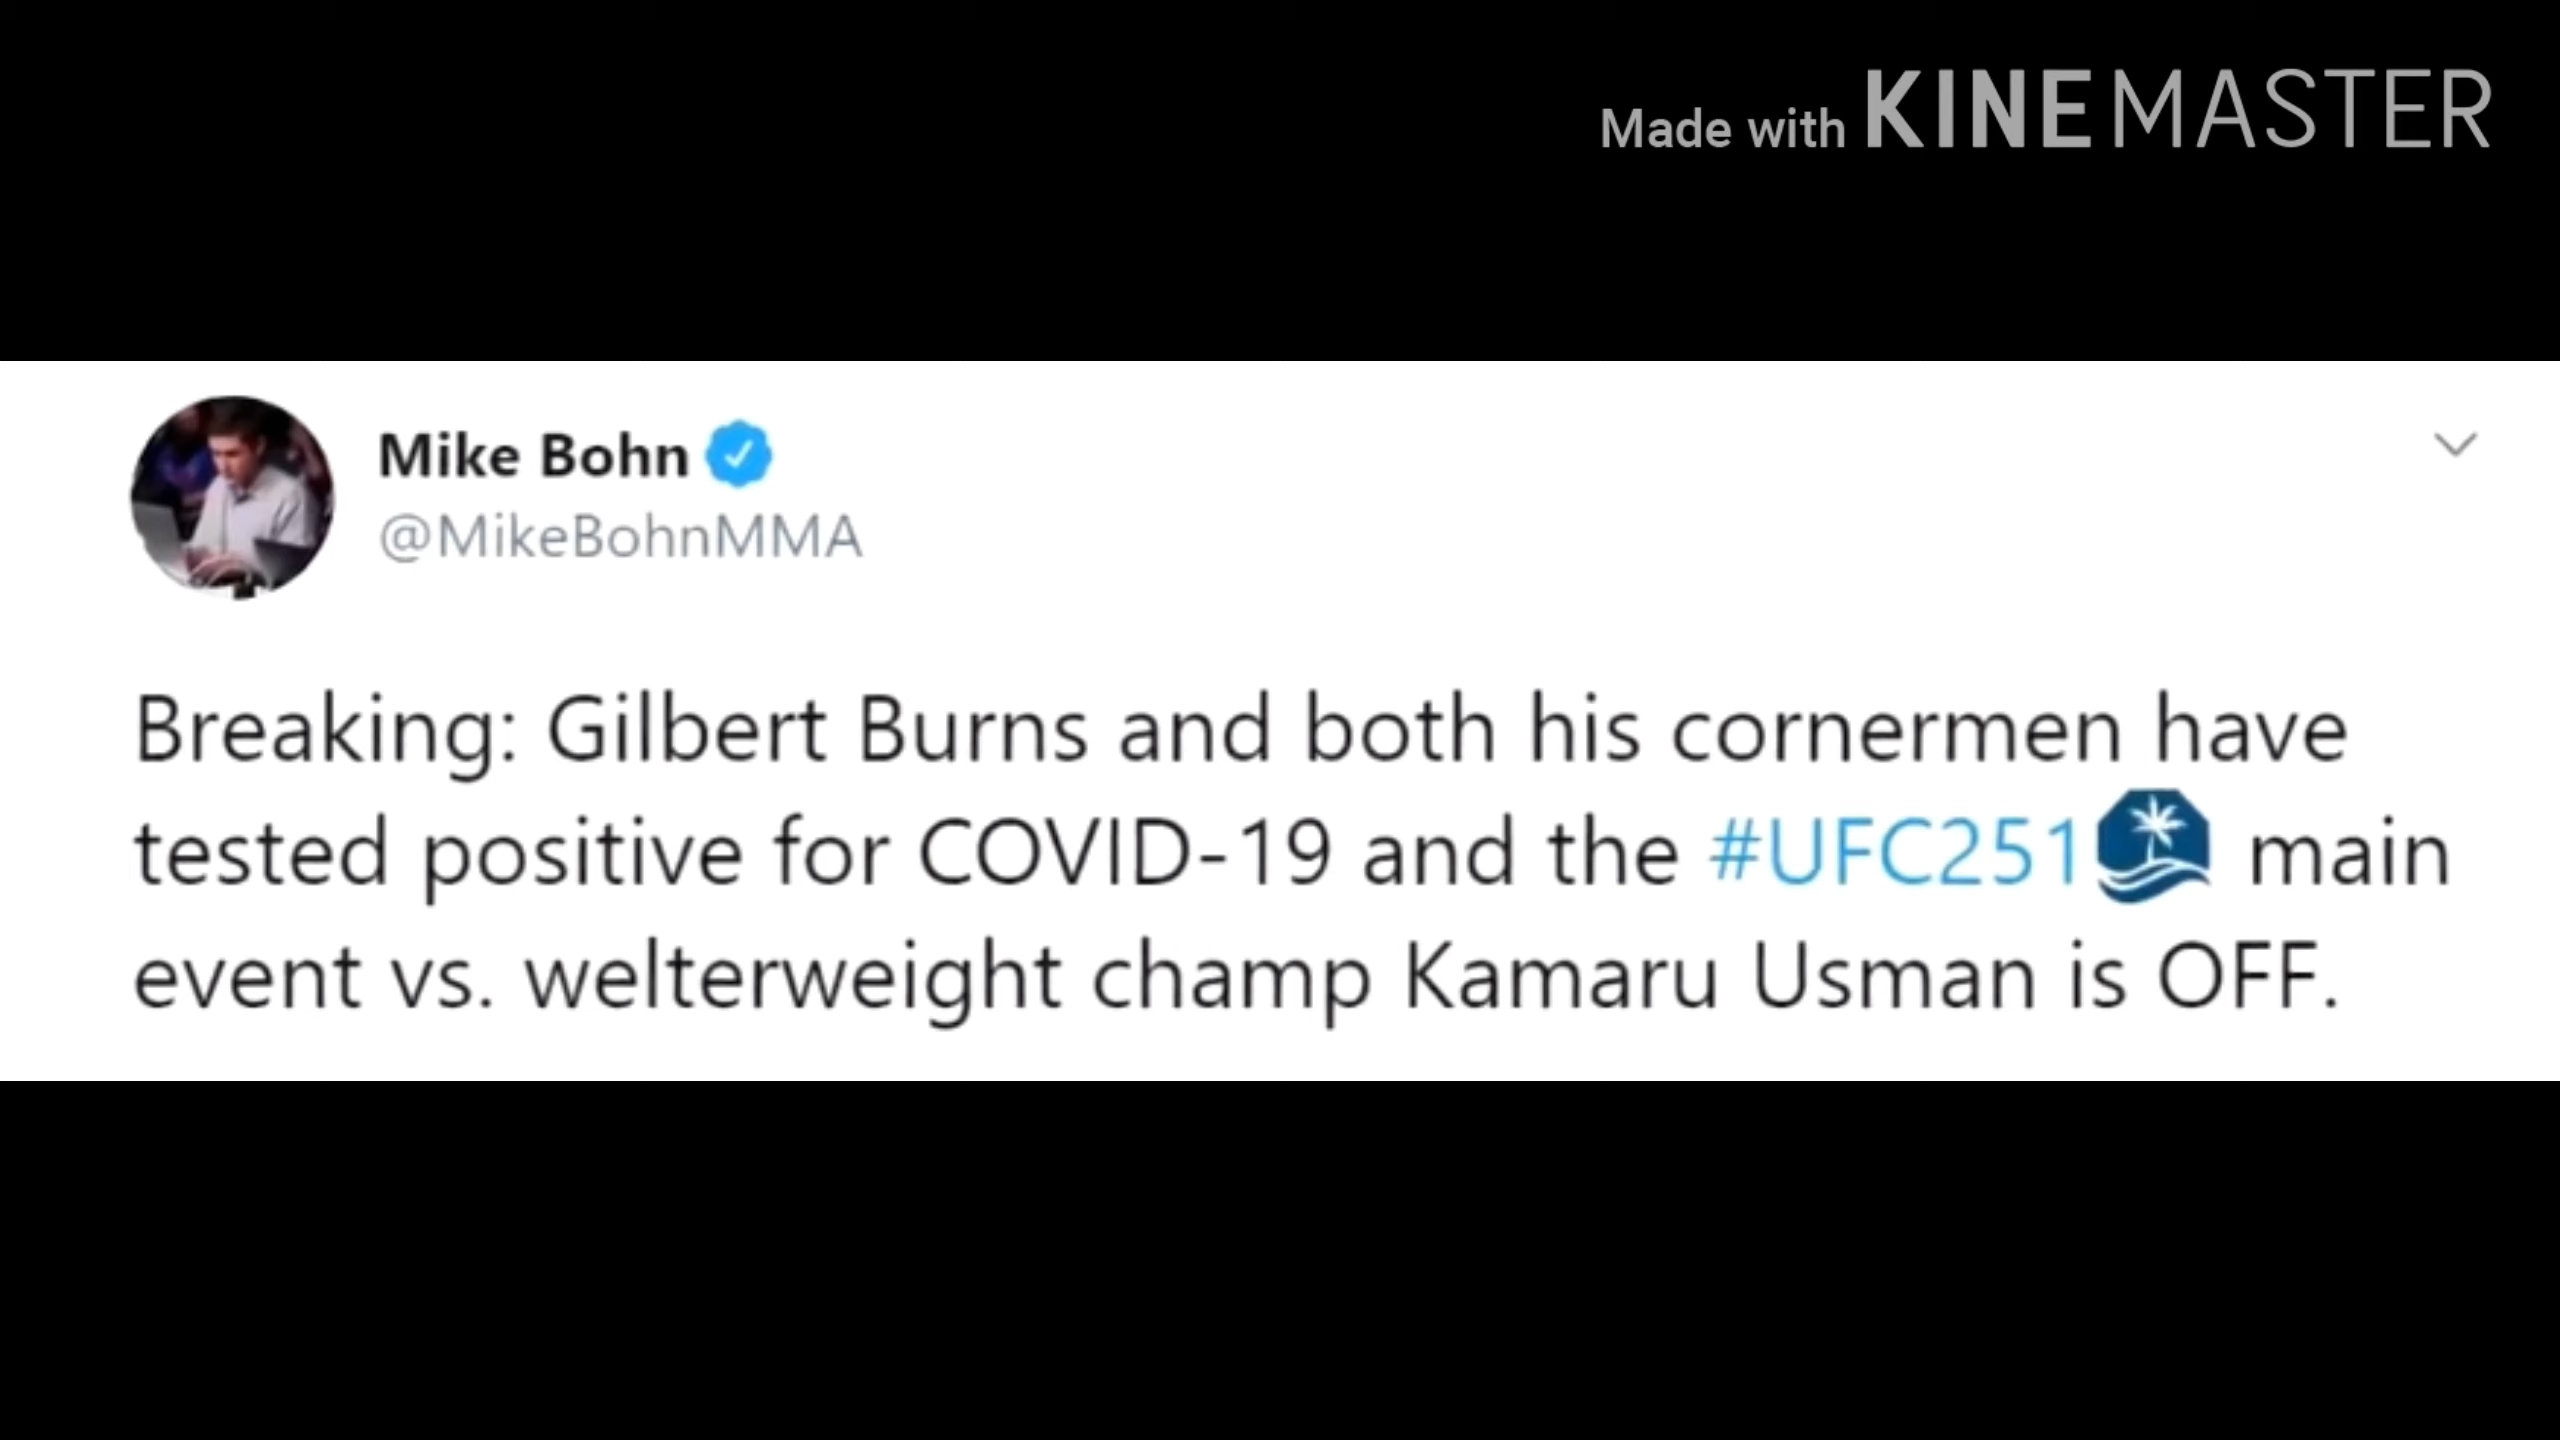 Made with KINEMASTER
Mike Bohn
@MikeBohnMMA
Breaking: Gilbert Burns and both his cornermen have
tested positive for COVID-19 and the #UFC251 main
event vs. welterweight champ Kamaru Usman is OFF.